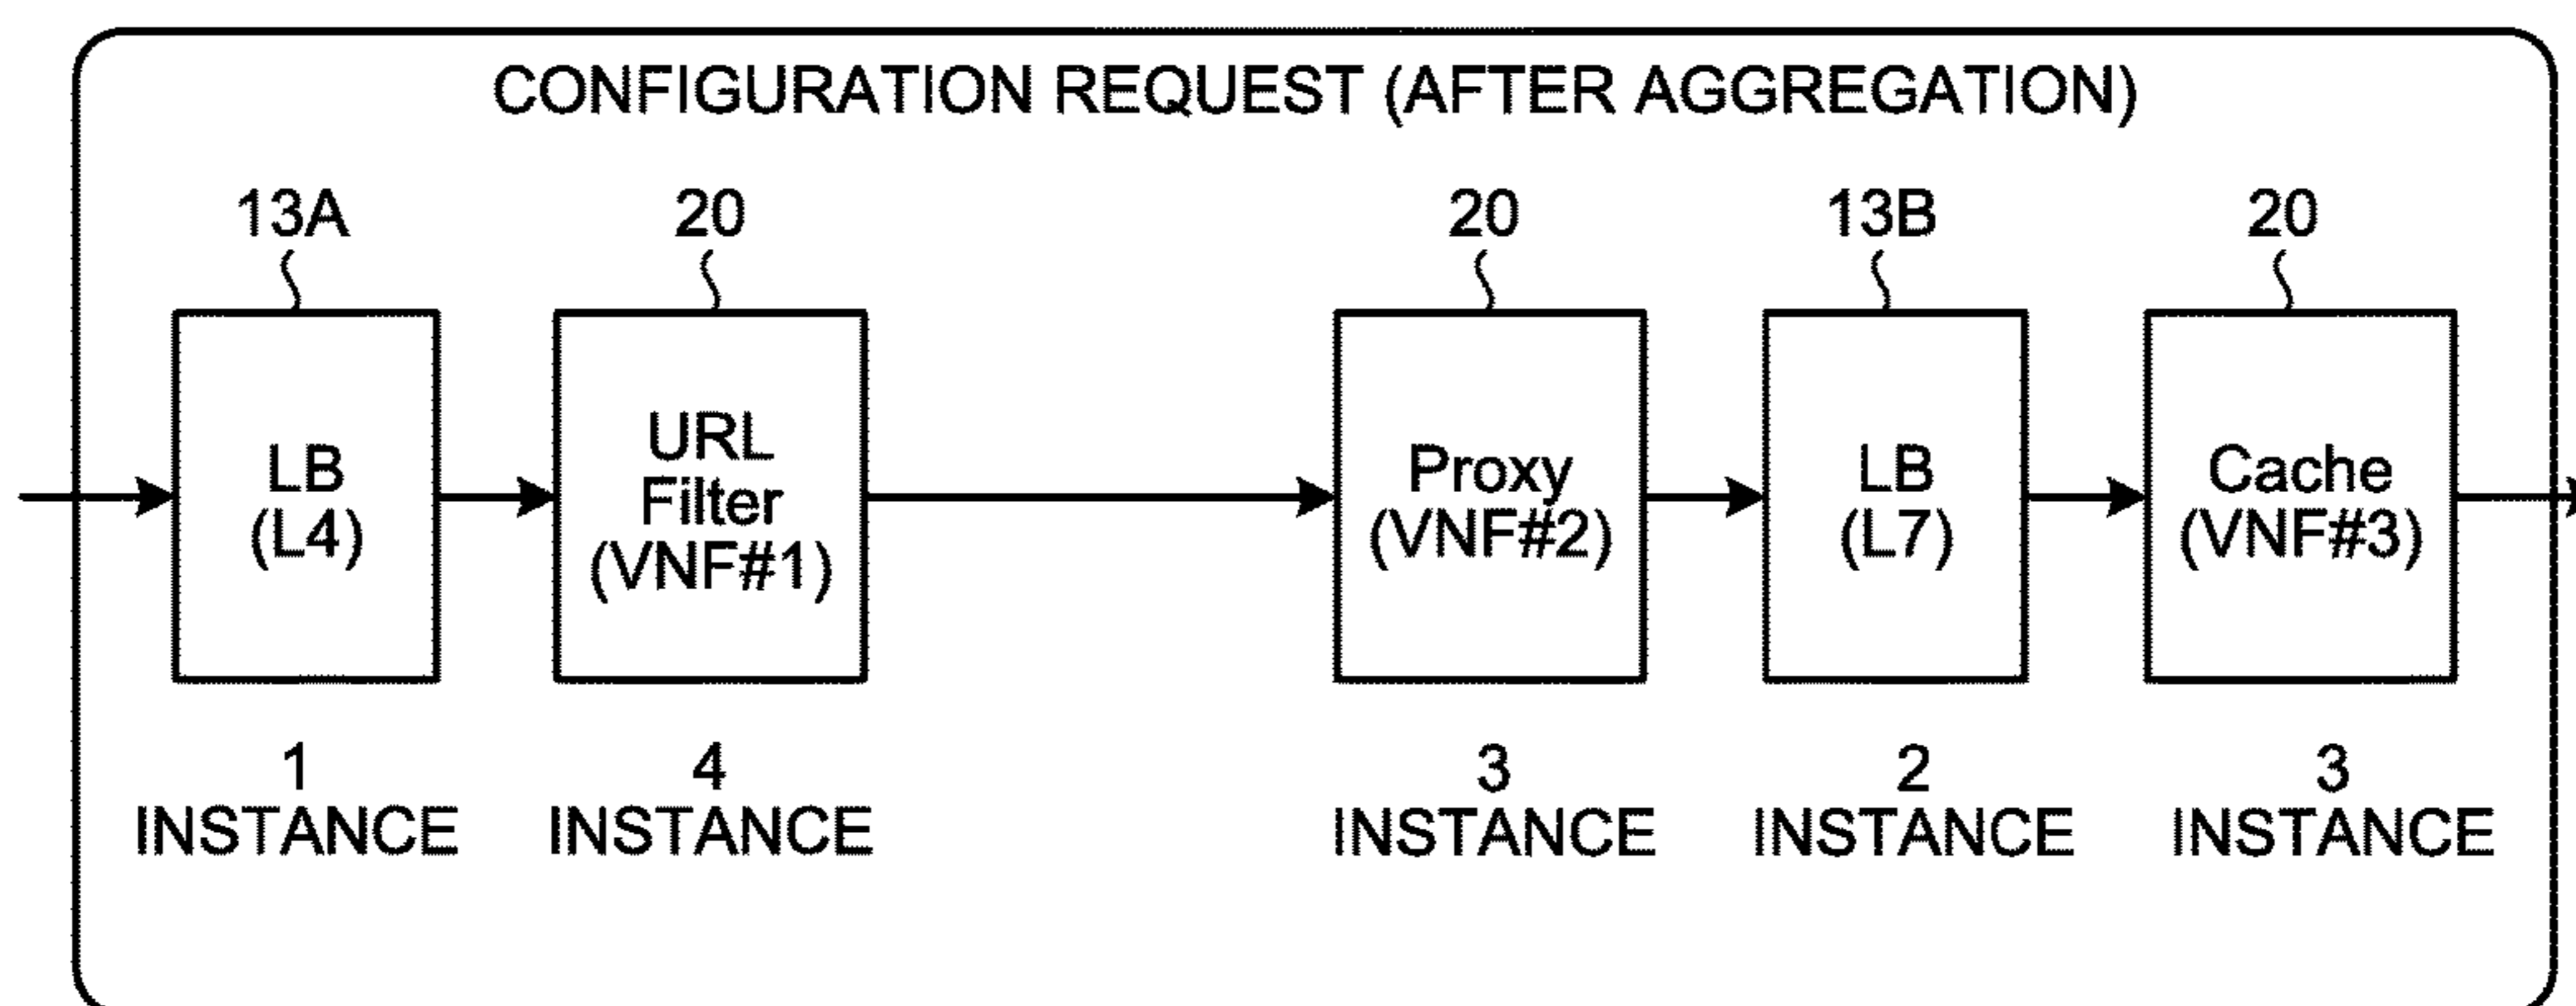 CONFIGURATION REQUEST (AFTER AGGREGATION)
13A
20
20
13B
20
LB
(L4)
URL
Filter
(VNF#1)
Proxy
(VNF#2)
LB
(L7)
Cache
(VNF#3)
1
INSTANCE
4
INSTANCE
3
INSTANCE
2
INSTANCE
3
INSTANCE